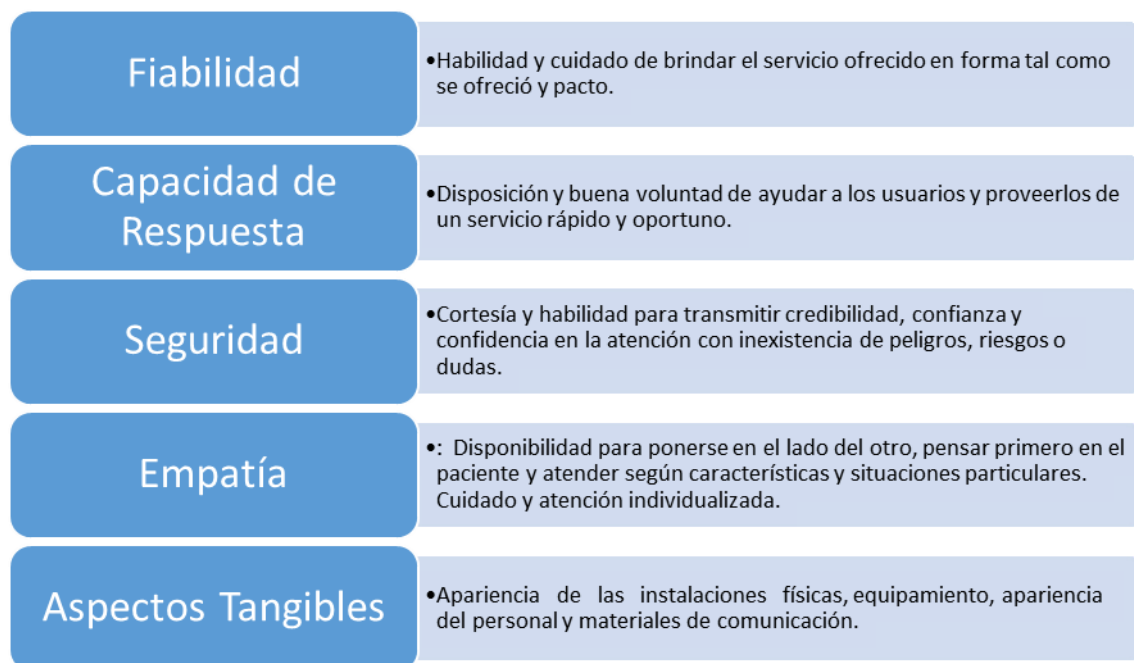 Fiabilidad
•Habilidad y cuidado de brindar el servicio ofrecido en forma tal como
se ofreció y pacto.
Capacidad de
Respuesta
•Disposición y buena voluntad de ayudar a los usuarios y proveerlos de
un servicio rápido y oportuno.
Seguridad
•Cortesía y habilidad para transmitir credibilidad, confianza y
confidencia en la atención con inexistencia de peligros, riesgos o
dudas.
Empatía
•: Disponibilidad para ponerse en el lado del otro, pensar primero en el
paciente y atender según características y situaciones particulares.
Cuidado y atención individualizada.
Aspectos Tangibles
•Apariencia de las instalaciones físicas, equipamiento, apariencia
del personal y materiales de comunicación.